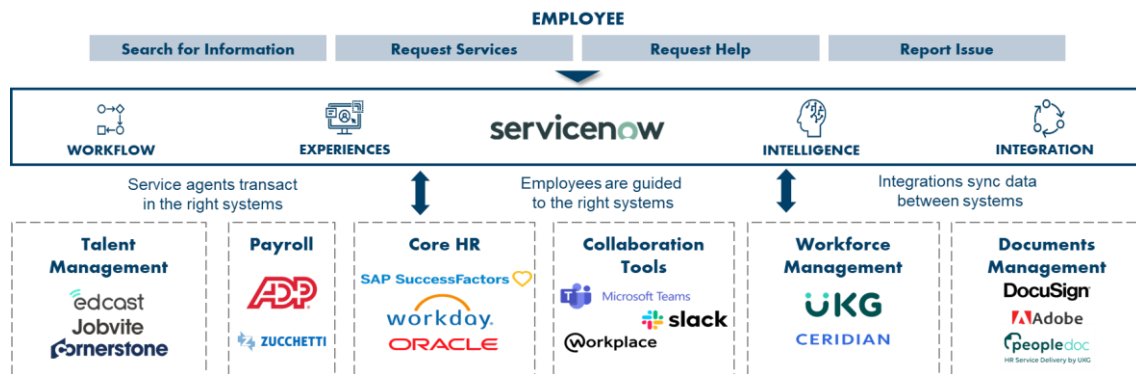 EMPLOYEE
Search for Information
Request Services
Request Help
Report Issue
servicenow
WORKFLOW
EXPERIENCES
INTELLIGENCE
INTEGRATION
Service agents transact
in the right systems
Employees are guided
to the right systems
Integrations sync data
between systems
Talent
Management
edcast
Jobvite
Cornerstone
Payroll
ADP
ZUCCHETTI
Core HR
SAP SuccessFactors
workday.
ORACLE
Collaboration
Tools
Microsoft Teams
slack
Workplace
Workforce
Management
UKG
CERIDIAN
Documents
Management
DocuSign
Adobe
peopledoc
HR Service Delivery by UKG